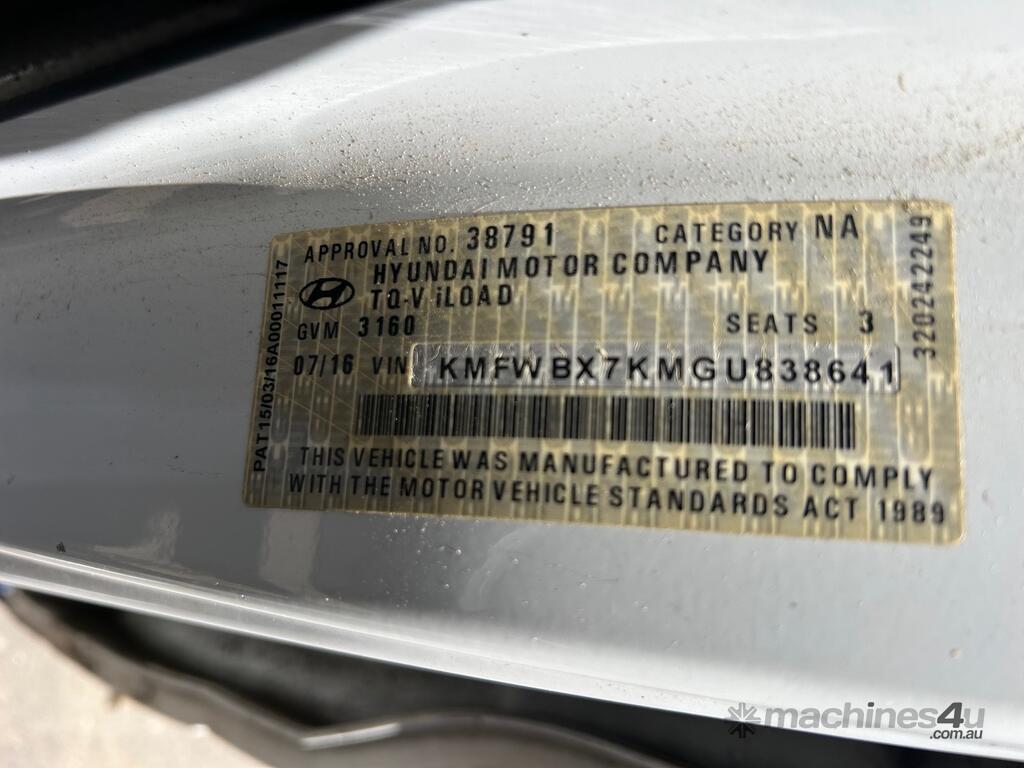 APPROVAL NO. 38791 CATEGORY NA
HYUNDAI MOTOR COMPANY
TQ-V iLOAD
GVM 3160 SEATS 3
07/16 VIN KMFWBX7KMGU838641
THIS VEHICLE WAS MANUFACTURED TO COMPLY
WITH THE MOTOR VEHICLE STANDARDS ACT 1989
PAT15/03/16A00011117
320242249
machines4u
.com.au